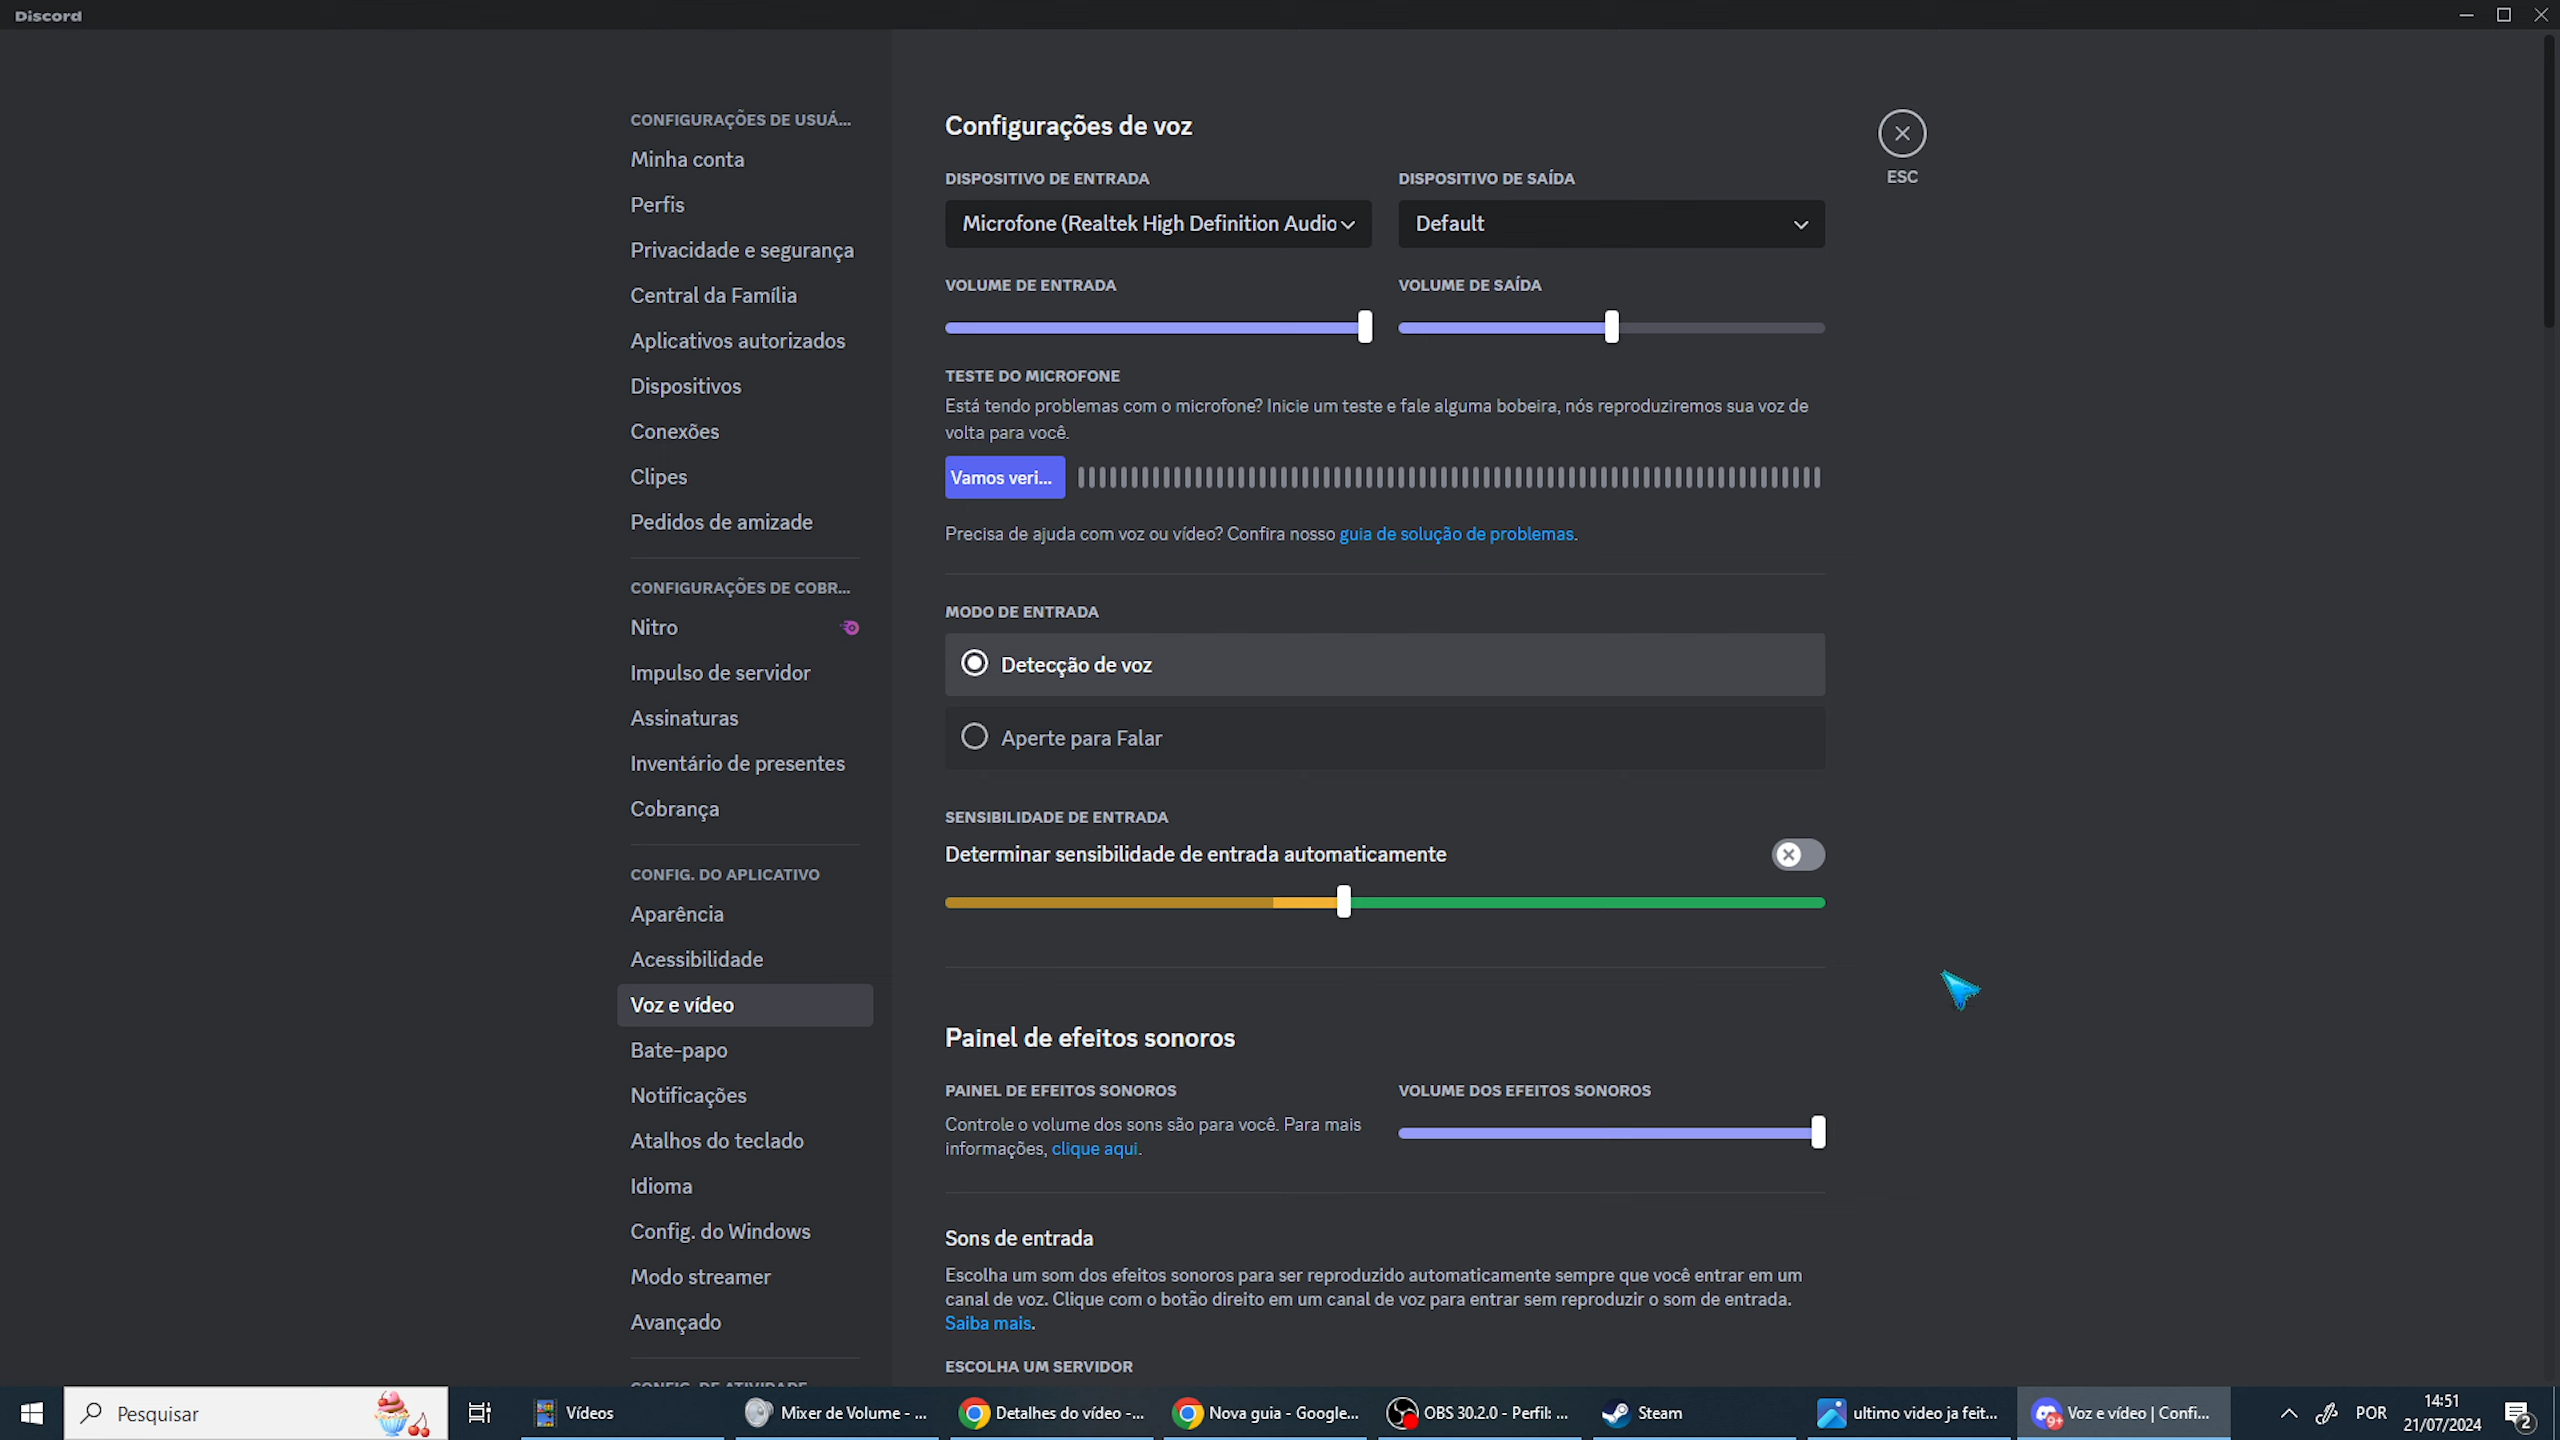 Discord
CONFIGURAÇÕES DE USUÁ...
Minha conta
Perfis
Privacidade e segurança
Central da Família
Aplicativos autorizados
Dispositivos
Conexões
Clipes
Pedidos de amizade
CONFIGURAÇÕES DE COBR...
Nitro
Impulso de servidor
Assinaturas
Inventário de presentes
Cobrança
CONFIG. DO APLICATIVO
Aparência
Acessibilidade
Voz e vídeo
Bate-papo
Notificações
Atalhos do teclado
Idioma
Config. do Windows
Modo streamer
Avançado
CONFIG. DE ATIVIDADE
Configurações de voz
ESC
DISPOSITIVO DE ENTRADA
DISPOSITIVO DE SAÍDA
Microfone (Realtek High Definition Audio
Default
VOLUME DE ENTRADA
VOLUME DE SAÍDA
TESTE DO MICROFONE
Está tendo problemas com o microfone? Inicie um teste e fale alguma bobeira, nós reproduziremos sua voz de
volta para você.
Vamos veri...
Precisa de ajuda com voz ou vídeo? Confira nosso guia de solução de problemas.
MODO DE ENTRADA
Detecção de voz
Aperte para Falar
SENSIBILIDADE DE ENTRADA
Determinar sensibilidade de entrada automaticamente
Painel de efeitos sonoros
PAINEL DE EFEITOS SONOROS
VOLUME DOS EFEITOS SONOROS
Controle o volume dos sons são para você. Para mais
informações, clique aqui.
Sons de entrada
Escolha um som dos efeitos sonoros para ser reproduzido automaticamente sempre que você entrar em um
canal de voz. Clique com o botão direito em um canal de voz para entrar sem reproduzir o som de entrada.
Saiba mais.
ESCOLHA UM SERVIDOR
Pesquisar
Vídeos
Mixer de Volume - ...
Detalhes do vídeo -...
Nova guia - Google...
OBS 30.2.0 - Perfil: ...
Steam
ultimo video ja feit...
9+
Voz e vídeo | Confi...
POR
14:51
21/07/2024
2